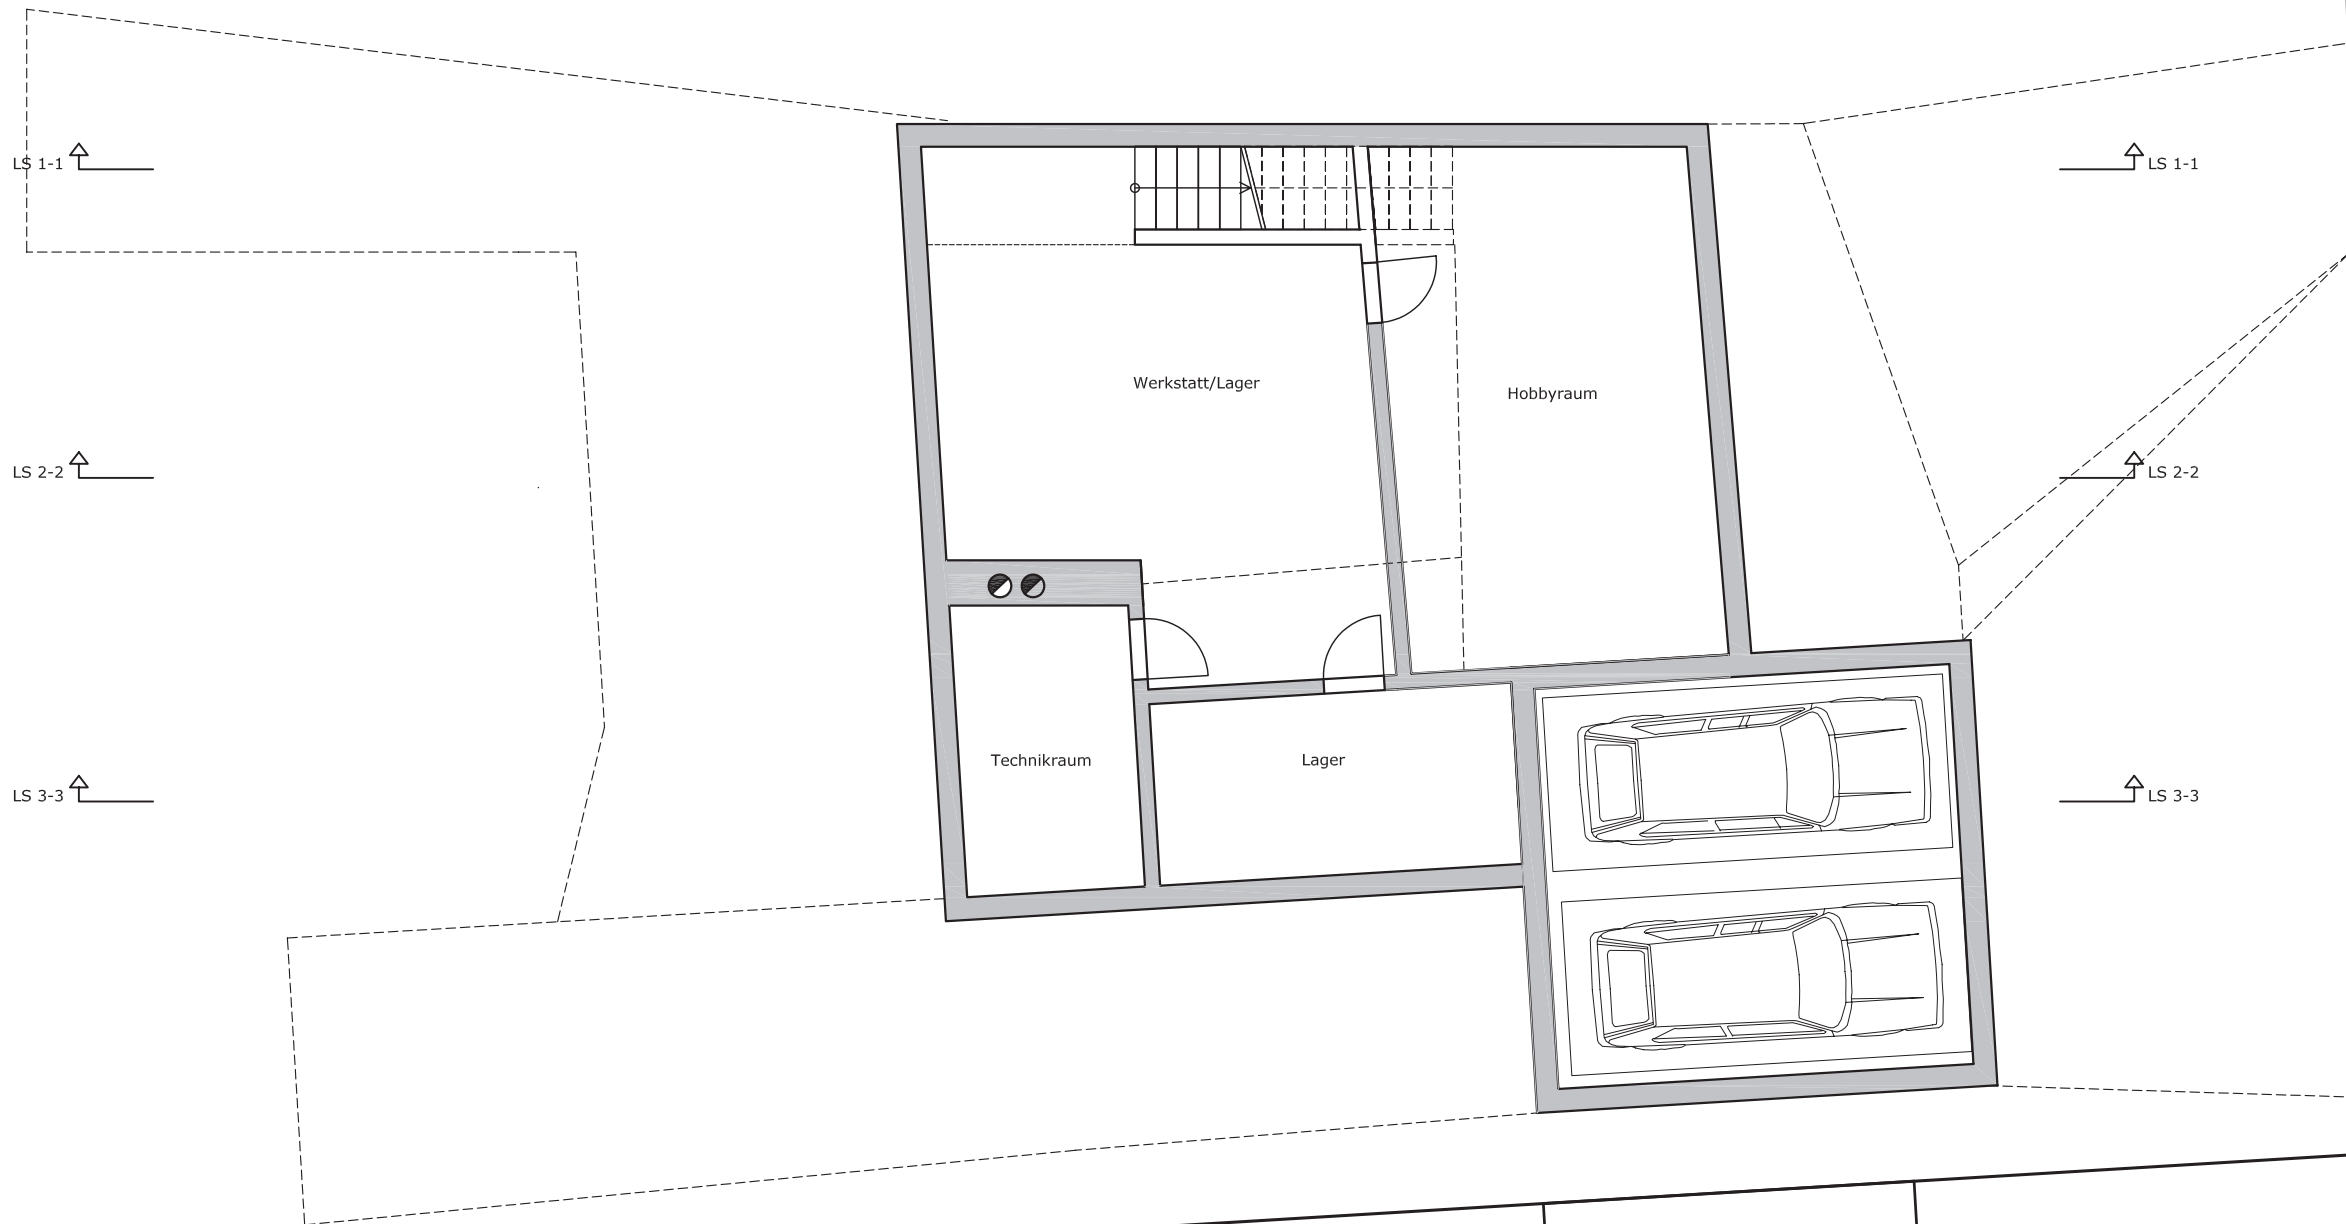 LS 1-1
LS 1-1
Werkstatt/Lager
Hobbyraum
LS 2-2
LS 2-2
Technikraum
Lager
LS 3-3
LS 3-3